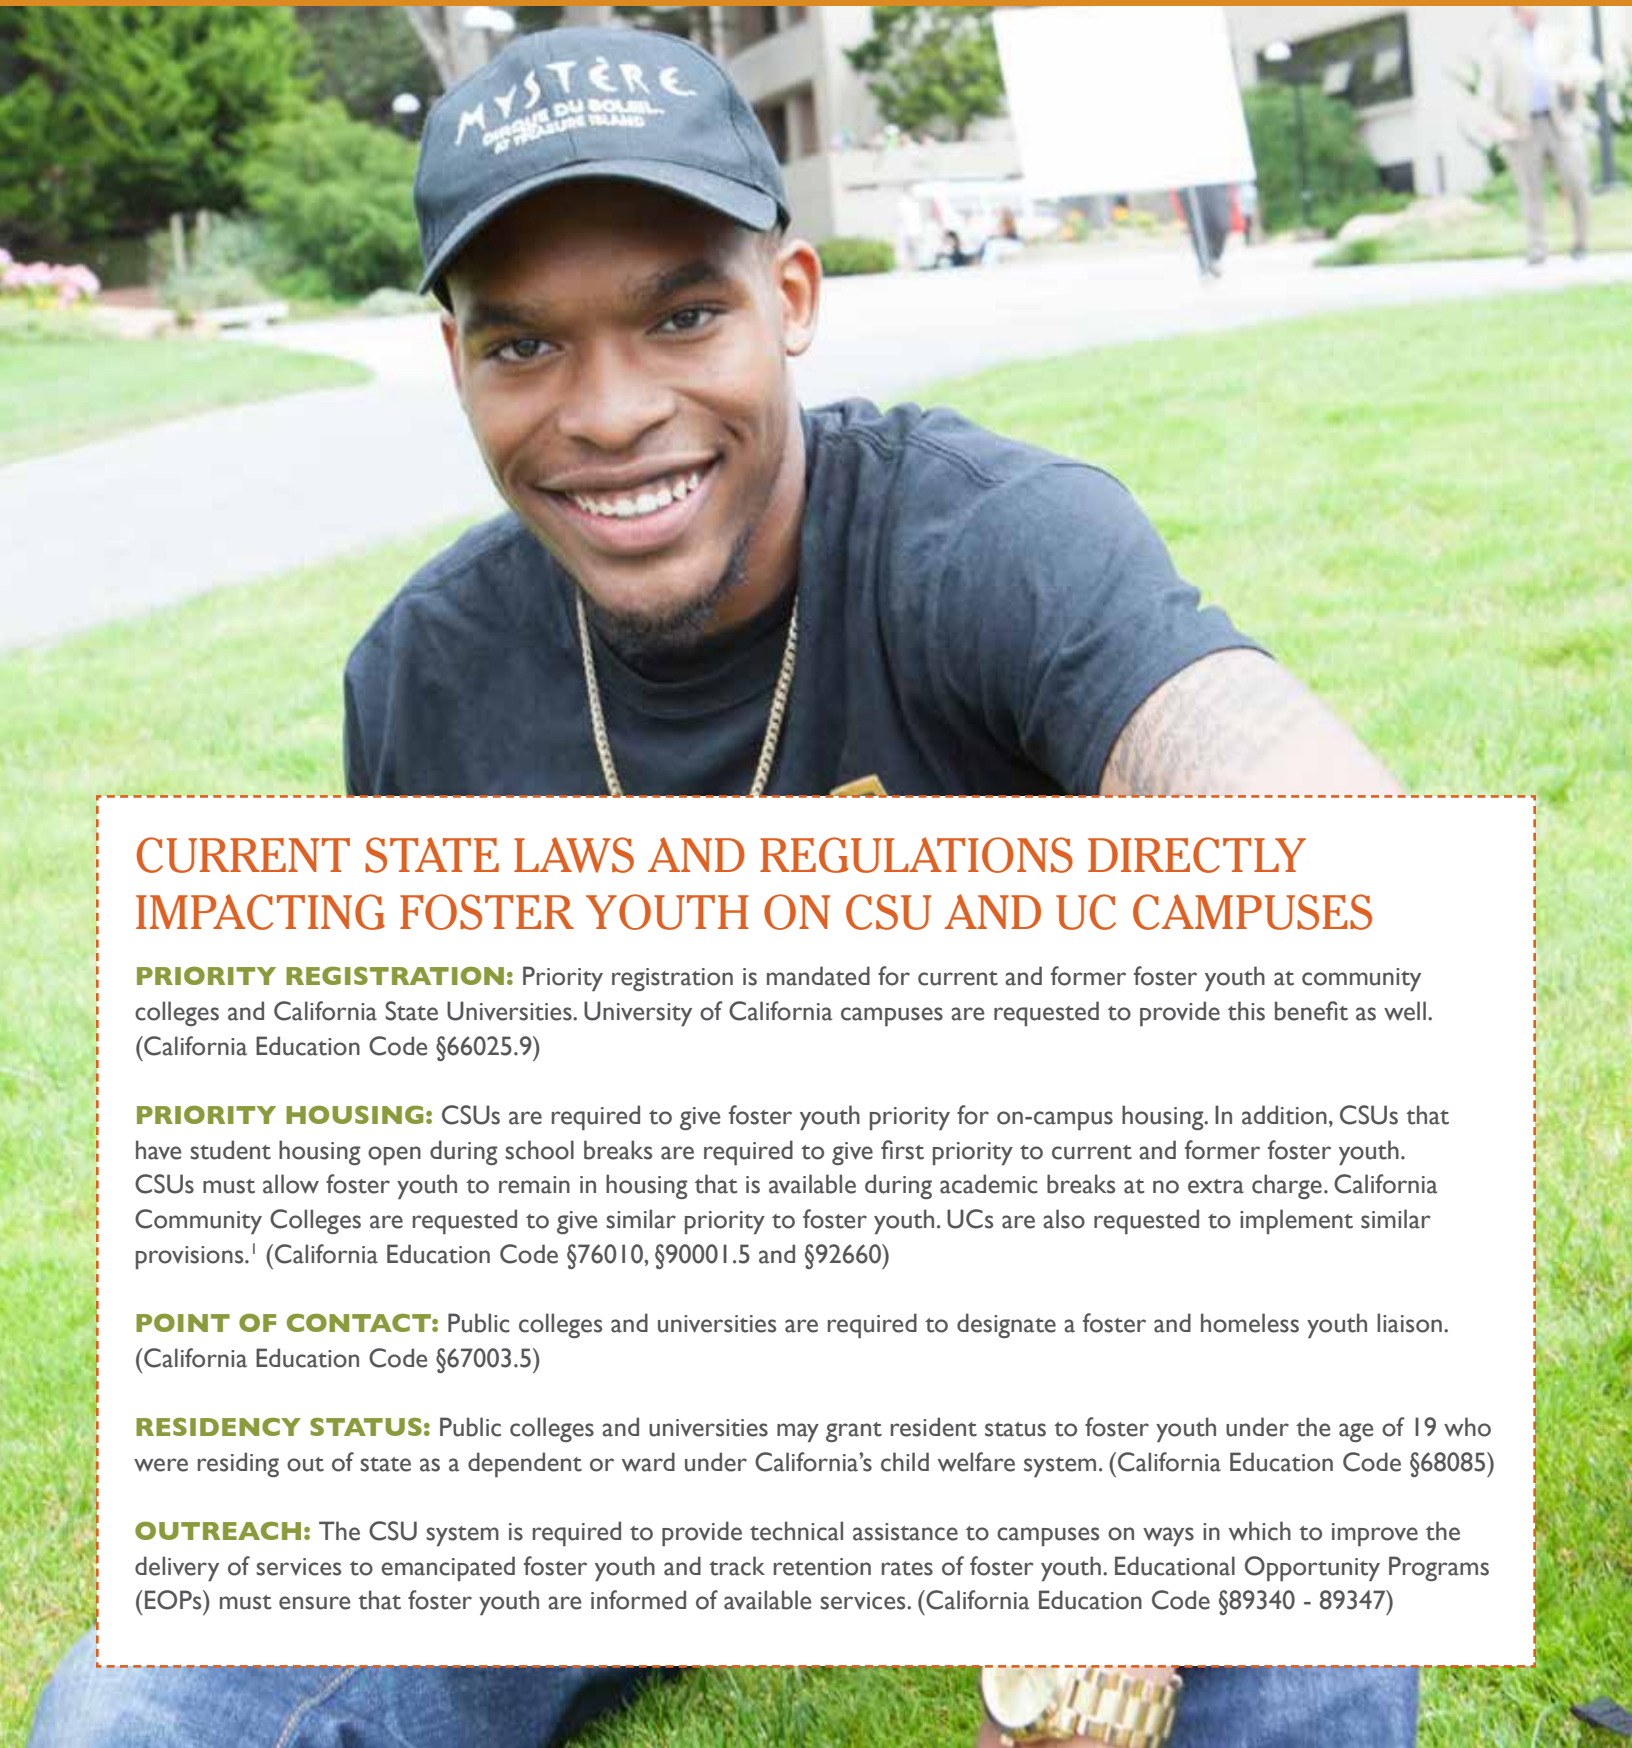 MYSTÈRE
CIRQUE DU SOLEIL
AT TREASURE ISLAND
CURRENT STATE LAWS AND REGULATIONS DIRECTLY
IMPACTING FOSTER YOUTH ON CSU AND UC CAMPUSES
PRIORITY REGISTRATION: Priority registration is mandated for current and former foster youth at community
colleges and California State Universities. University of California campuses are requested to provide this benefit as well.
(California Education Code §66025.9)
PRIORITY HOUSING: CSUs are required to give foster youth priority for on-campus housing. In addition, CSUs that
have student housing open during school breaks are required to give first priority to current and former foster youth.
CSUs must allow foster youth to remain in housing that is available during academic breaks at no extra charge. California
Community Colleges are requested to give similar priority to foster youth. UCs are also requested to implement similar
provisions.¹ (California Education Code §76010, §90001.5 and §92660)
POINT OF CONTACT: Public colleges and universities are required to designate a foster and homeless youth liaison.
(California Education Code §67003.5)
RESIDENCY STATUS: Public colleges and universities may grant resident status to foster youth under the age of 19 who
were residing out of state as a dependent or ward under California’s child welfare system. (California Education Code §68085)
OUTREACH: The CSU system is required to provide technical assistance to campuses on ways in which to improve the
delivery of services to emancipated foster youth and track retention rates of foster youth. Educational Opportunity Programs
(EOPs) must ensure that foster youth are informed of available services. (California Education Code §89340 - 89347)